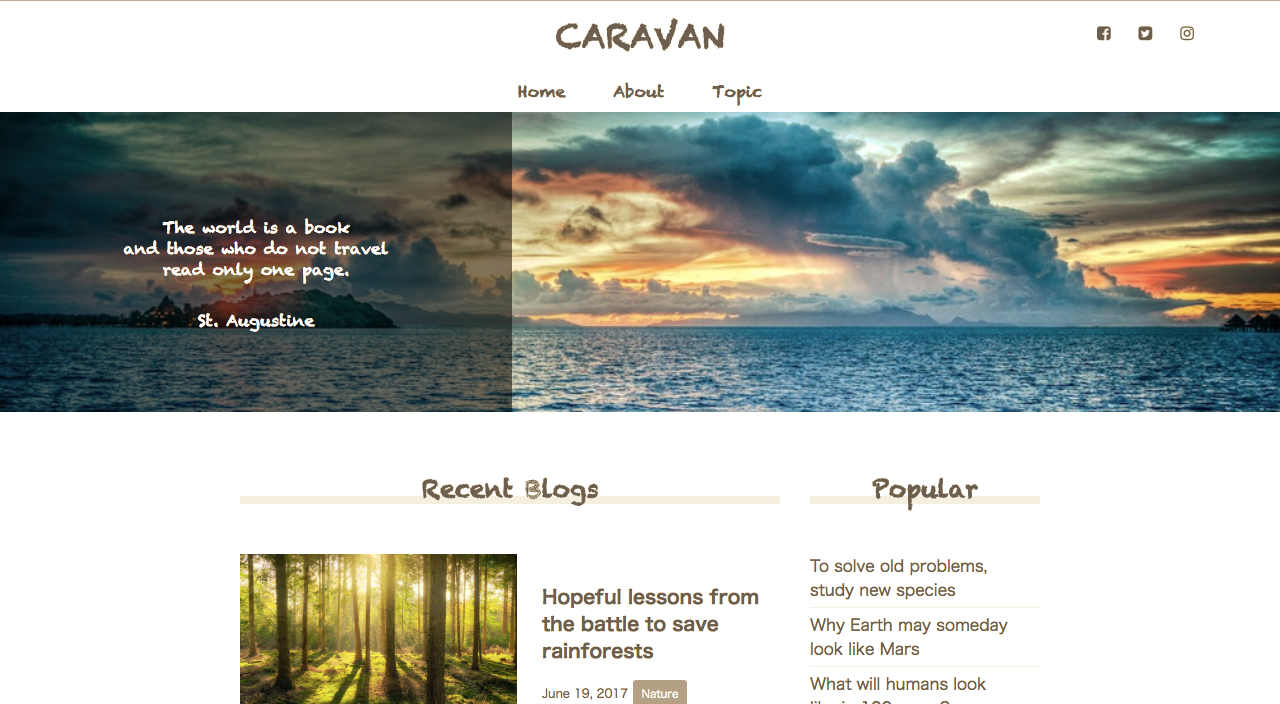 CARAVAN
Home About Topic
The world is a book
and those who do not travel
read only one page.
St. Augustine
Recent Blogs
Hopeful lessons from
the battle to save
rainforests
June 19, 2017 Nature
Popular
To solve old problems,
study new species
Why Earth may someday
look like Mars
What will humans look